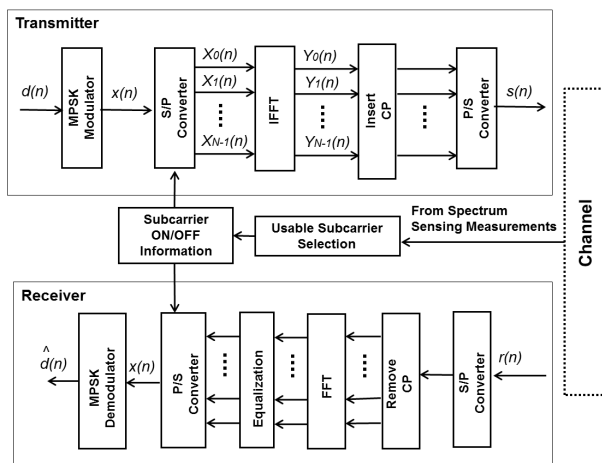 Transmitter
d(n)
MPSK
Modulator
x(n)
S/P
Converter
X0(n)
X1(n)
XN-1(n)
IFFT
Y0(n)
Y1(n)
YN-1(n)
Insert
CP
P/S
Converter
s(n)
Subcarrier
ON/OFF
Information
Usable Subcarrier
Selection
From Spectrum
Sensing Measurements
Channel
Receiver
^
d(n)
MPSK
Demodulator
x(n)
P/S
Converter
Equalization
FFT
Remove
CP
S/P
Converter
r(n)